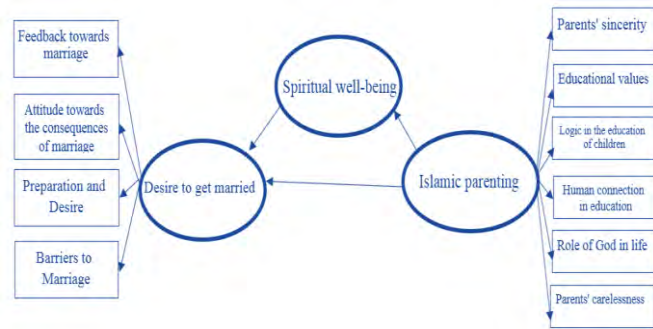 Feedback towards
marriage
Attitude towards
the consequences
of marriage
Preparation and
Desire
Barriers to
Marriage
Spiritual well-being
Desire to get married
Islamic parenting
Parents' sincerity
Educational values
Logic in the education
of children
Human connection
in education
Role of God in life
Parents' carelessness